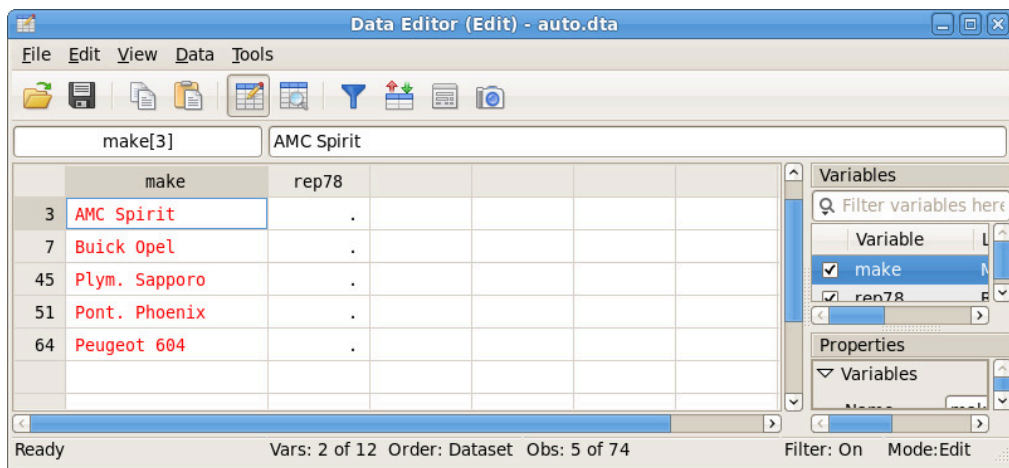 Data Editor (Edit) - auto.dta
File Edit View Data Tools
make[3] AMC Spirit
make rep78
3 AMC Spirit .
7 Buick Opel .
45 Plym. Sapporo .
51 Pont. Phoenix .
64 Peugeot 604 .
Variables
Filter variables here
Variable L
make M
rep78
Properties
Variables
Name
Ready Vars: 2 of 12 Order: Dataset Obs: 5 of 74 Filter: On Mode:Edit